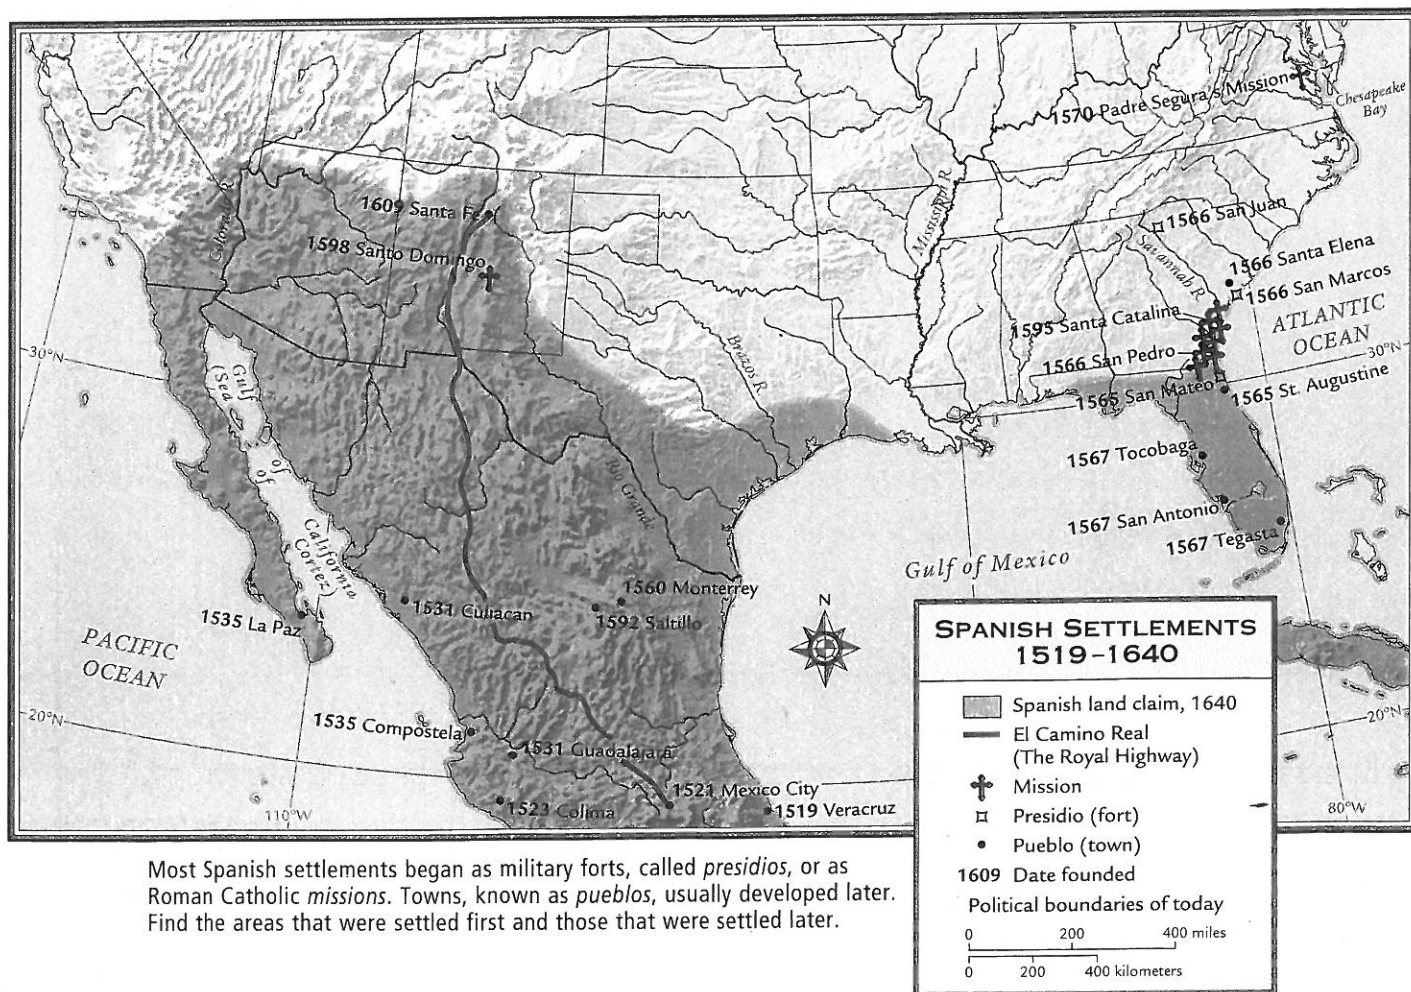 1570 Padre Segura's Mission
Chesapeake
Bay
Colorado R.
1609 Santa Fe
1598 Santo Domingo
Mississippi R.
1566 San Juan
Savannah R.
1566 Santa Elena
1566 San Marcos
1595 Santa Catalina
ATLANTIC
OCEAN
30°N
30°N
1566 San Pedro
1565 San Mateo
1565 St. Augustine
Brazos R.
Gulf of California
(Sea of Cortez)
Rio Grande
1567 Tocobaga
1567 San Antonio
1567 Tegasta
Gulf of Mexico
1560 Monterrey
1592 Saltillo
1531 Culiacan
1535 La Paz
PACIFIC
OCEAN
N
20°N
20°N
1535 Compostela
1531 Guadalajara
1521 Mexico City
1523 Colima
1519 Veracruz
110°W
80°W
SPANISH SETTLEMENTS
1519–1640
Spanish land claim, 1640
El Camino Real
(The Royal Highway)
Mission
Presidio (fort)
Pueblo (town)
1609 Date founded
Political boundaries of today
0 200 400 miles
0 200 400 kilometers
Most Spanish settlements began as military forts, called presidios, or as
Roman Catholic missions. Towns, known as pueblos, usually developed later.
Find the areas that were settled first and those that were settled later.